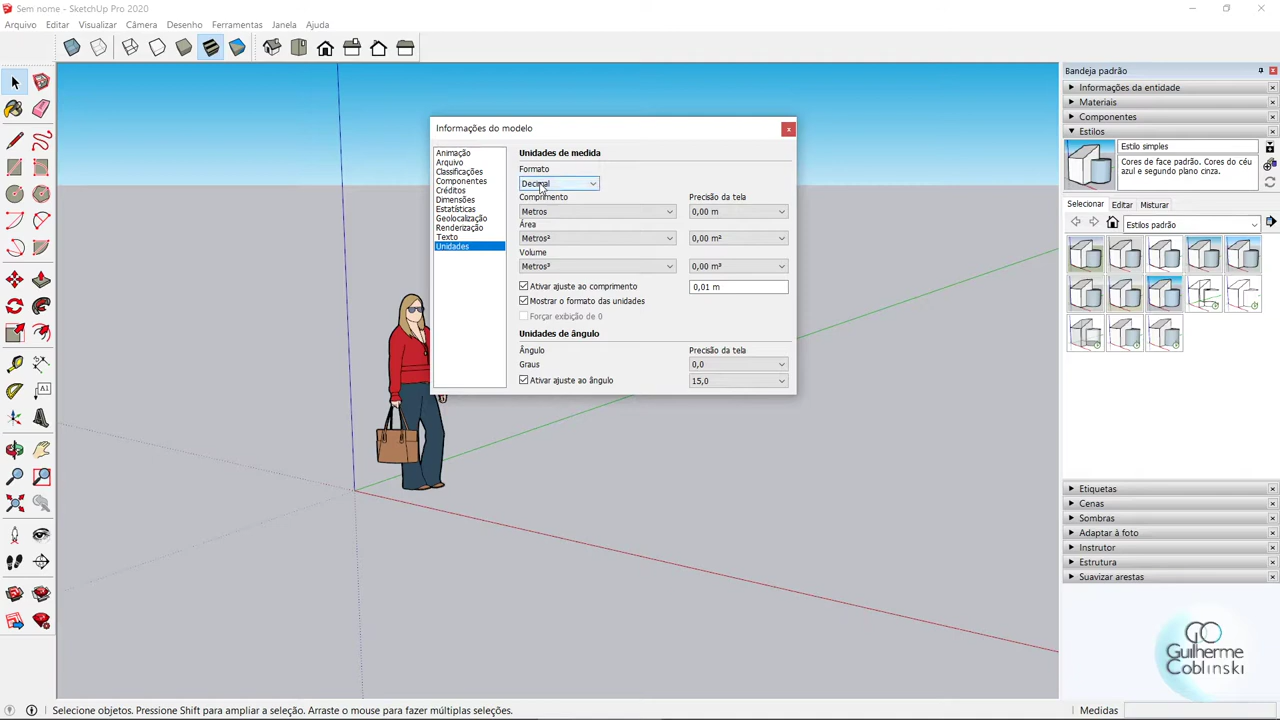 Sem nome - SketchUp Pro 2020
Arquivo Editar Visualizar Câmera Desenho Ferramentas Janela Ajuda
Informações do modelo
Animação
Arquivo
Classificações
Componentes
Créditos
Dimensões
Estatísticas
Geolocalização
Renderização
Texto
Unidades
Unidades de medida
Formato
Decimal
Comprimento Precisão da tela
Metros 0,00 m
Área
Metros² 0,00 m²
Volume
Metros³ 0,00 m³
Ativar ajuste ao comprimento 0,01 m
Mostrar o formato das unidades
Forçar exibição de 0
Unidades de ângulo
Ângulo Precisão da tela
Graus 0,0
Ativar ajuste ao ângulo 15,0
Bandeja padrão
Informações da entidade
Materiais
Componentes
Estilos
Estilo simples
Cores de face padrão. Cores do céu
azul e segundo plano cinza.
Selecionar Editar Misturar
Estilos padrão
Etiquetas
Cenas
Sombras
Adaptar à foto
Instrutor
Estrutura
Suavizar arestas
A1
GO
Guilherme
Coblinski
Selecione objetos. Pressione Shift para ampliar a seleção. Arraste o mouse para fazer múltiplas seleções.
Medidas